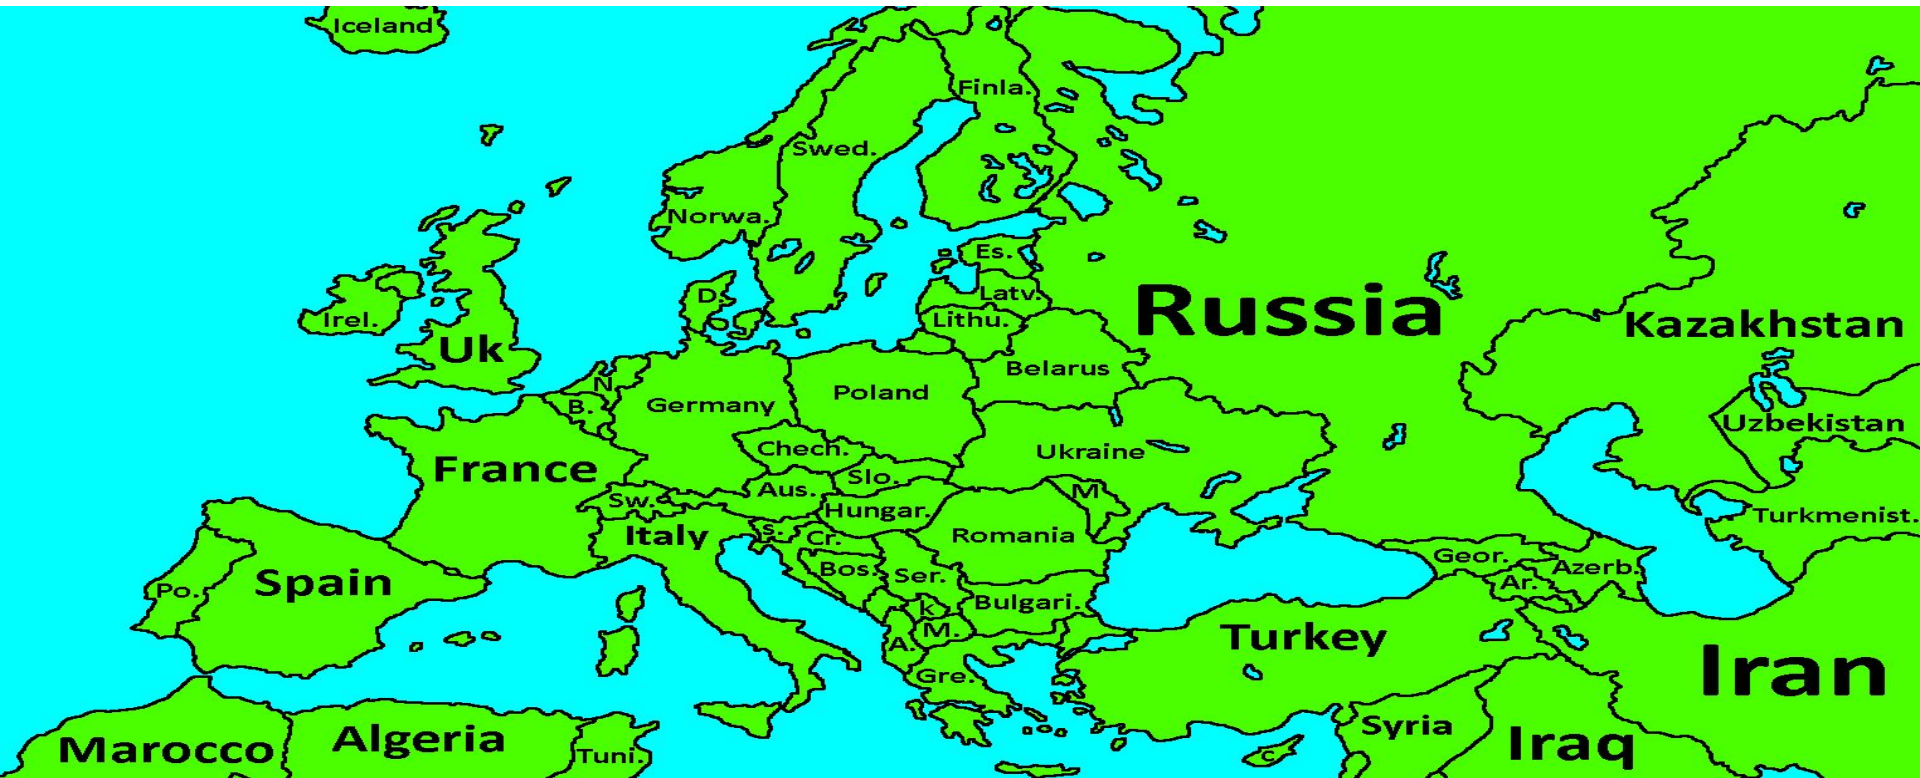 Iceland
Finla.
Swed.
Norwa.
Es.
D.
Latv.
Irel.
Lithu.
Russia
Kazakhstan
Uk
Belarus
N
Poland
B.
Germany
Uzbekistan
Chech.
Ukraine
France
Slo.
Aus.
M
Sw.
Hungar.
Turkmenist.
Italy
s.
Cr.
Romania
Geor.
Azerb.
Bos.
Ser.
Spain
Ar.
Po.
k
Bulgari.
M.
Turkey
A.
Gre.
Iran
Syria
Algeria
Iraq
Marocco
Tuni.
c